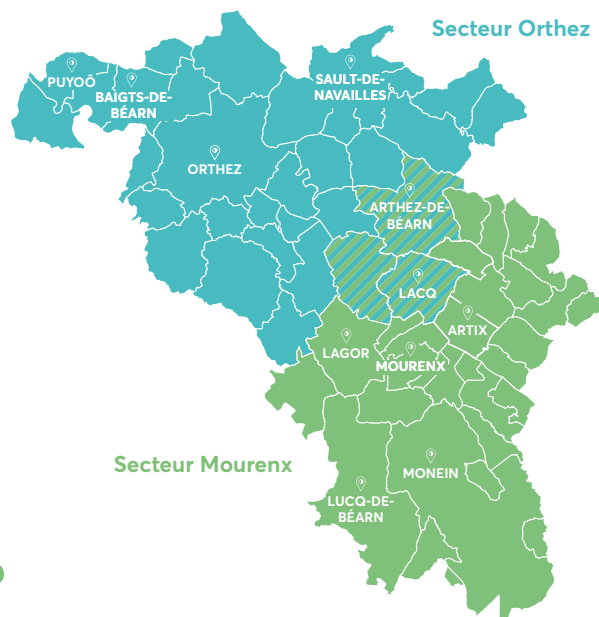 Secteur Orthez
PUYOÔ
BAIGTS-DE-
BÉARN
SAULT-DE-
NAVAILLES
ORTHEZ
ARTHEZ-DE-
BÉARN
LACQ
ARTIX
LAGOR
MOURENX
Secteur Mourenx
MONEIN
LUCQ-DE-
BÉARN